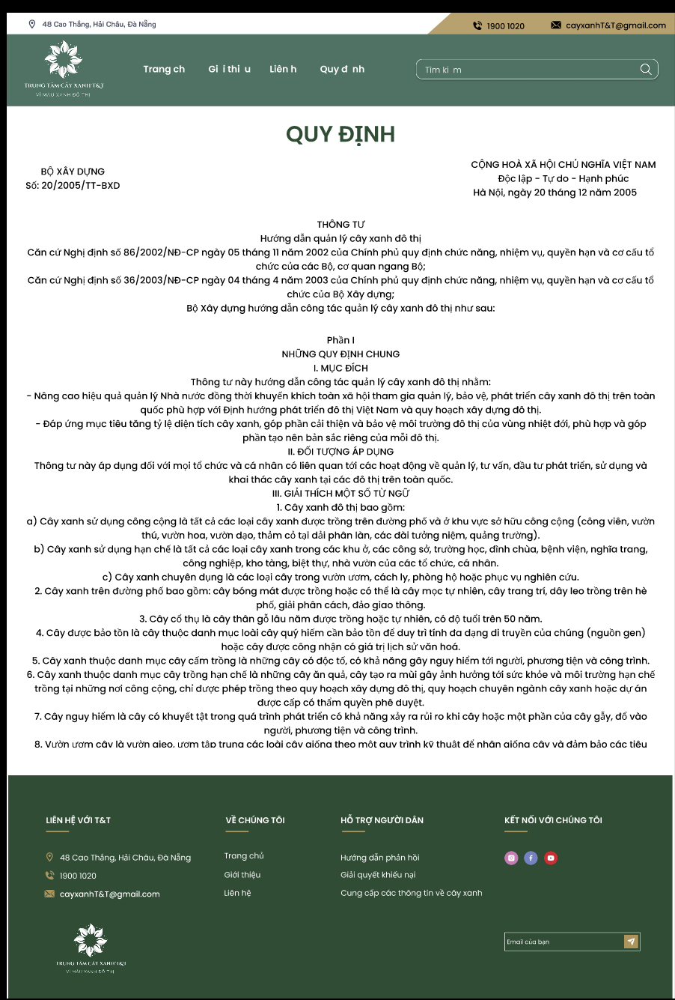 48 Cao Thắng, Hải Châu, Đà Nẵng
1900 1020
cayxanhT&T@gmail.com
TRUNG TÂM CÂY XANH T&T
VÌ MÀU XANH ĐÔ THỊ
Trang ch
Gi i thi u
Liên h
Quy đ nh
Tìm ki m
QUY ĐỊNH
BỘ XÂY DỰNG
Số: 20/2005/TT-BXD
CỘNG HOÀ XÃ HỘI CHỦ NGHĨA VIỆT NAM
Độc lập - Tự do - Hạnh phúc
Hà Nội, ngày 20 tháng 12 năm 2005
THÔNG TƯ
Hướng dẫn quản lý cây xanh đô thị
Căn cứ Nghị định số 86/2002/NĐ-CP ngày 05 tháng 11 năm 2002 của Chính phủ quy định chức năng, nhiệm vụ, quyền hạn và cơ cấu tổ
chức của các Bộ, cơ quan ngang Bộ;
Căn cứ Nghị định số 36/2003/NĐ-CP ngày 04 tháng 4 năm 2003 của Chính phủ quy định chức năng, nhiệm vụ, quyền hạn và cơ cấu tổ
chức của Bộ Xây dựng;
Bộ Xây dựng hướng dẫn công tác quản lý cây xanh đô thị như sau:
Phần I
NHỮNG QUY ĐỊNH CHUNG
I. MỤC ĐÍCH
Thông tư này hướng dẫn công tác quản lý cây xanh đô thị nhằm:
- Nâng cao hiệu quả quản lý Nhà nước đồng thời khuyến khích toàn xã hội tham gia quản lý, bảo vệ, phát triển cây xanh đô thị trên toàn
quốc phù hợp với Định hướng phát triển đô thị Việt Nam và quy hoạch xây dựng đô thị.
- Đáp ứng mục tiêu tăng tỷ lệ diện tích cây xanh, góp phần cải thiện và bảo vệ môi trường đô thị của vùng nhiệt đới, phù hợp và góp
phần tạo nên bản sắc riêng của mỗi đô thị.
II. ĐỐI TƯỢNG ÁP DỤNG
Thông tư này áp dụng đối với mọi tổ chức và cá nhân có liên quan tới các hoạt động về quản lý, tư vấn, đầu tư phát triển, sử dụng và
khai thác cây xanh tại các đô thị trên toàn quốc.
III. GIẢI THÍCH MỘT SỐ TỪ NGỮ
1. Cây xanh đô thị bao gồm:
a) Cây xanh sử dụng công cộng là tất cả các loại cây xanh được trồng trên đường phố và ở khu vực sở hữu công cộng (công viên, vườn
thú, vườn hoa, vườn dạo, thảm cỏ tại dải phân làn, các đài tưởng niệm, quảng trường).
b) Cây xanh sử dụng hạn chế là tất cả các loại cây xanh trong các khu ở, các công sở, trường học, đình chùa, bệnh viện, nghĩa trang,
công nghiệp, kho tàng, biệt thự, nhà vườn của các tổ chức, cá nhân.
c) Cây xanh chuyên dụng là các loại cây trong vườn ươm, cách ly, phòng hộ hoặc phục vụ nghiên cứu.
2. Cây xanh trên đường phố bao gồm: cây bóng mát được trồng hoặc có thể là cây mọc tự nhiên, cây trang trí, dây leo trồng trên hè
phố, giải phân cách, đảo giao thông.
3. Cây cổ thụ là cây thân gỗ lâu năm được trồng hoặc tự nhiên, có độ tuổi trên 50 năm.
4. Cây được bảo tồn là cây thuộc danh mục loài cây quý hiếm cần bảo tồn để duy trì tính đa dạng di truyền của chúng (nguồn gen)
hoặc cây được công nhận có giá trị lịch sử văn hoá.
5. Cây xanh thuộc danh mục cây cấm trồng là những cây có độc tố, có khả năng gây nguy hiểm tới người, phương tiện và công trình.
6. Cây xanh thuộc danh mục cây trồng hạn chế là những cây ăn quả, cây tạo ra mùi gây ảnh hưởng tới sức khỏe và môi trường hạn chế
trồng tại những nơi công cộng, chỉ được phép trồng theo quy hoạch xây dựng đô thị, quy hoạch chuyên ngành cây xanh hoặc dự án
được cấp có thẩm quyền phê duyệt.
7. Cây nguy hiểm là cây có khuyết tật trong quá trình phát triển có khả năng xảy ra rủi ro khi cây hoặc một phần của cây gẫy, đổ vào
người, phương tiện và công trình.
8. Vườn ươm cây là vườn gieo, ươm tập trung các loài cây giống theo một quy trình kỹ thuật để nhân giống cây và đảm bảo các tiêu
LIÊN HỆ VỚI T&T
48 Cao Thắng, Hải Châu, Đà Nẵng
1900 1020
cayxanhT&T@gmail.com
TRUNG TÂM CÂY XANH T&T
VÌ MÀU XANH ĐÔ THỊ
VỀ CHÚNG TÔI
Trang chủ
Giới thiệu
Liên hệ
HỖ TRỢ NGƯỜI DÂN
Hướng dẫn phản hồi
Giải quyết khiếu nại
Cung cấp các thông tin về cây xanh
KẾT NỐI VỚI CHÚNG TÔI
Email của bạn